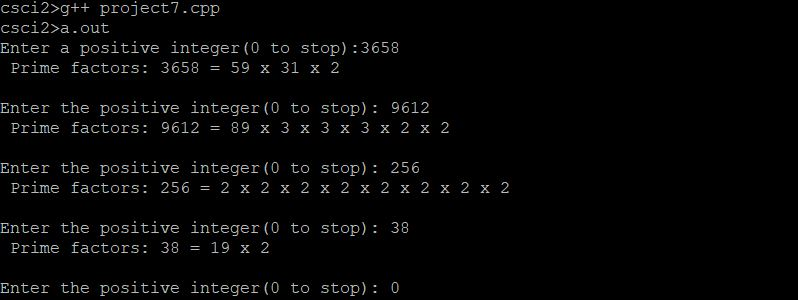 csci2>g++ project7.cpp
csci2>a.out
Enter a positive integer(0 to stop):3658
Prime factors: 3658 = 59 x 31 x 2
Enter the positive integer(0 to stop): 9612
Prime factors: 9612 = 89 x 3 x 3 x 3 x 2 x 2
Enter the positive integer(0 to stop): 256
Prime factors: 256 = 2 x 2 x 2 x 2 x 2 x 2 x 2 x 2
Enter the positive integer(0 to stop): 38
Prime factors: 38 = 19 x 2
Enter the positive integer(0 to stop): 0